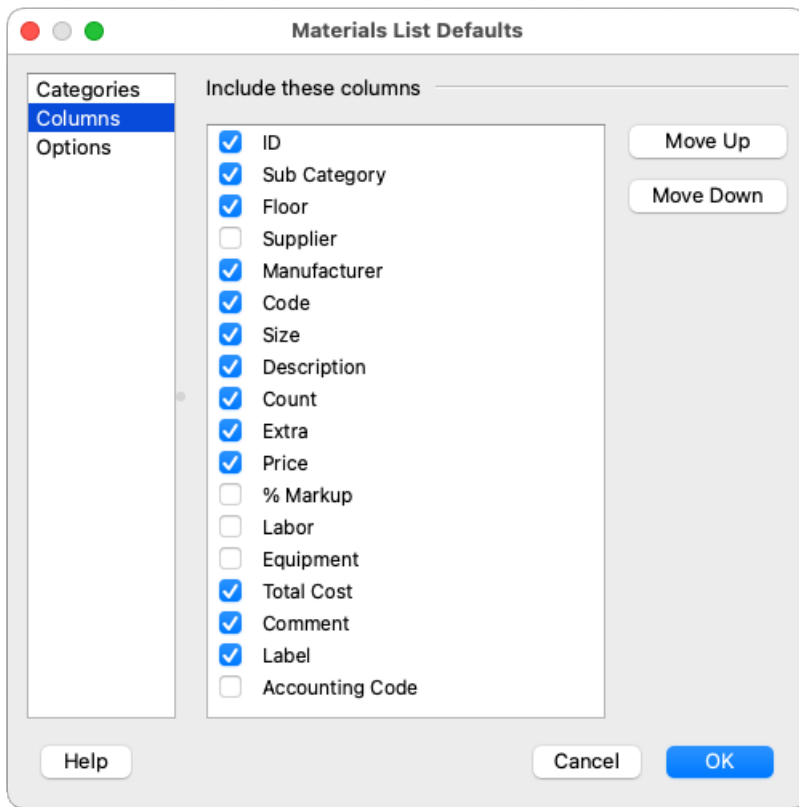 Materials List Defaults
Categories
Columns
Options
Include these columns
ID
Sub Category
Floor
Supplier
Manufacturer
Code
Size
Description
Count
Extra
Price
% Markup
Labor
Equipment
Total Cost
Comment
Label
Accounting Code
Move Up
Move Down
Help
Cancel
OK